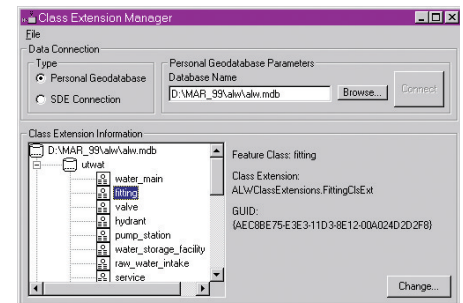 Class Extension Manager
File
Data Connection
Type
Personal Geodatabase
SDE Connection
Personal Geodatabase Parameters
Database Name
D:\MAR_99\alw\alw.mdb
Browse...
Connect
Class Extension Information
D:\MAR_99\alw\alw.mdb
utwat
water_main
fitting
valve
hydrant
pump_station
water_storage_facility
raw_water_intake
service
Feature Class: fitting
Class Extension:
ALWClassExtensions.FittingClsExt
GUID:
{AEC8BE75-E3E3-11D3-8E12-00A024D2D2F8}
Change...